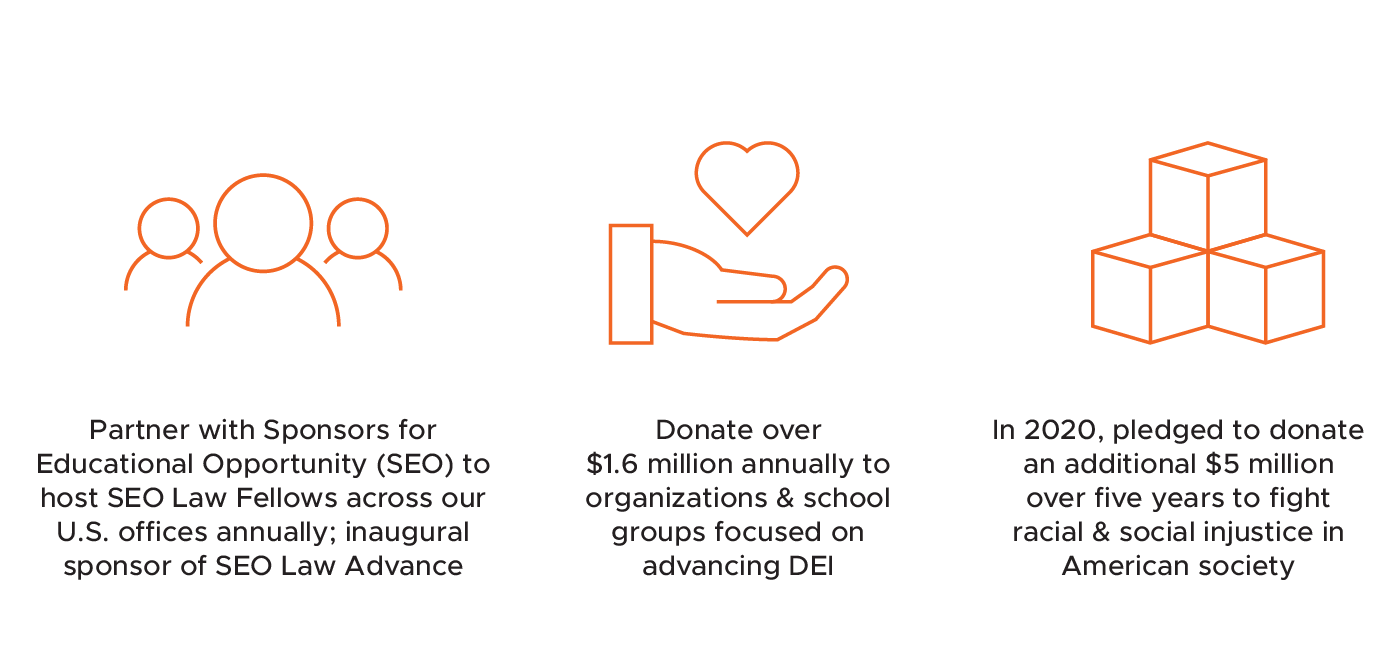 Partner with Sponsors for
Educational Opportunity (SEO) to
host SEO Law Fellows across our
U.S. offices annually; inaugural
sponsor of SEO Law Advance
Donate over
$1.6 million annually to
organizations & school
groups focused on
advancing DEI
In 2020, pledged to donate
an additional $5 million
over five years to fight
racial & social injustice in
American society